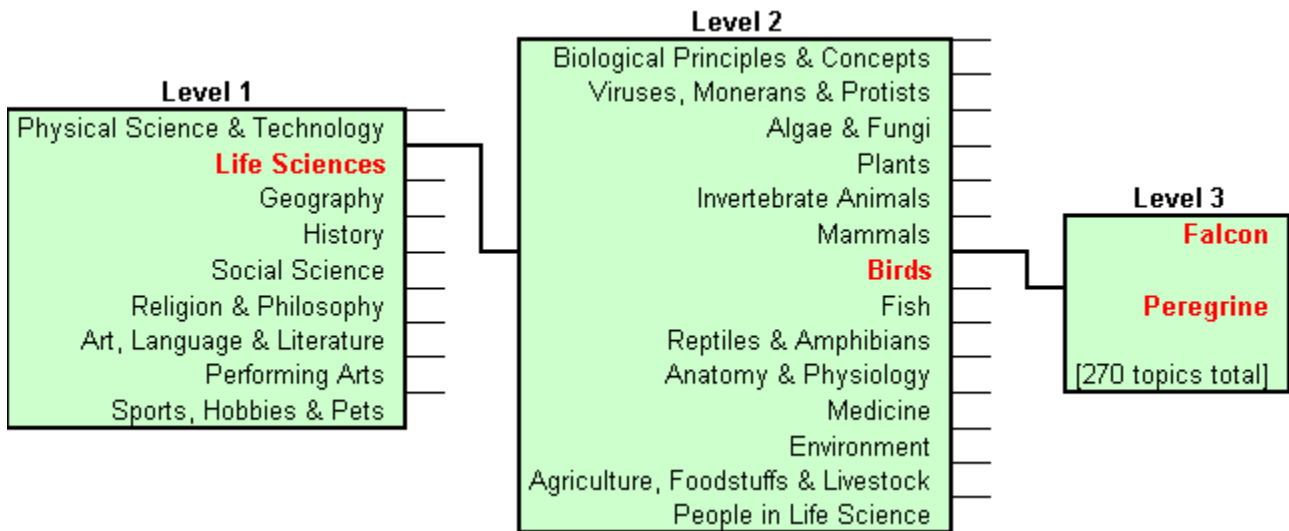 Level 1
Physical Science & Technology
Life Sciences
Geography
History
Social Science
Religion & Philosophy
Art, Language & Literature
Performing Arts
Sports, Hobbies & Pets
Level 2
Biological Principles & Concepts
Viruses, Monerans & Protists
Algae & Fungi
Plants
Invertebrate Animals
Mammals
Birds
Fish
Reptiles & Amphibians
Anatomy & Physiology
Medicine
Environment
Agriculture, Foodstuffs & Livestock
People in Life Science
Level 3
Falcon
Peregrine
[270 topics total]